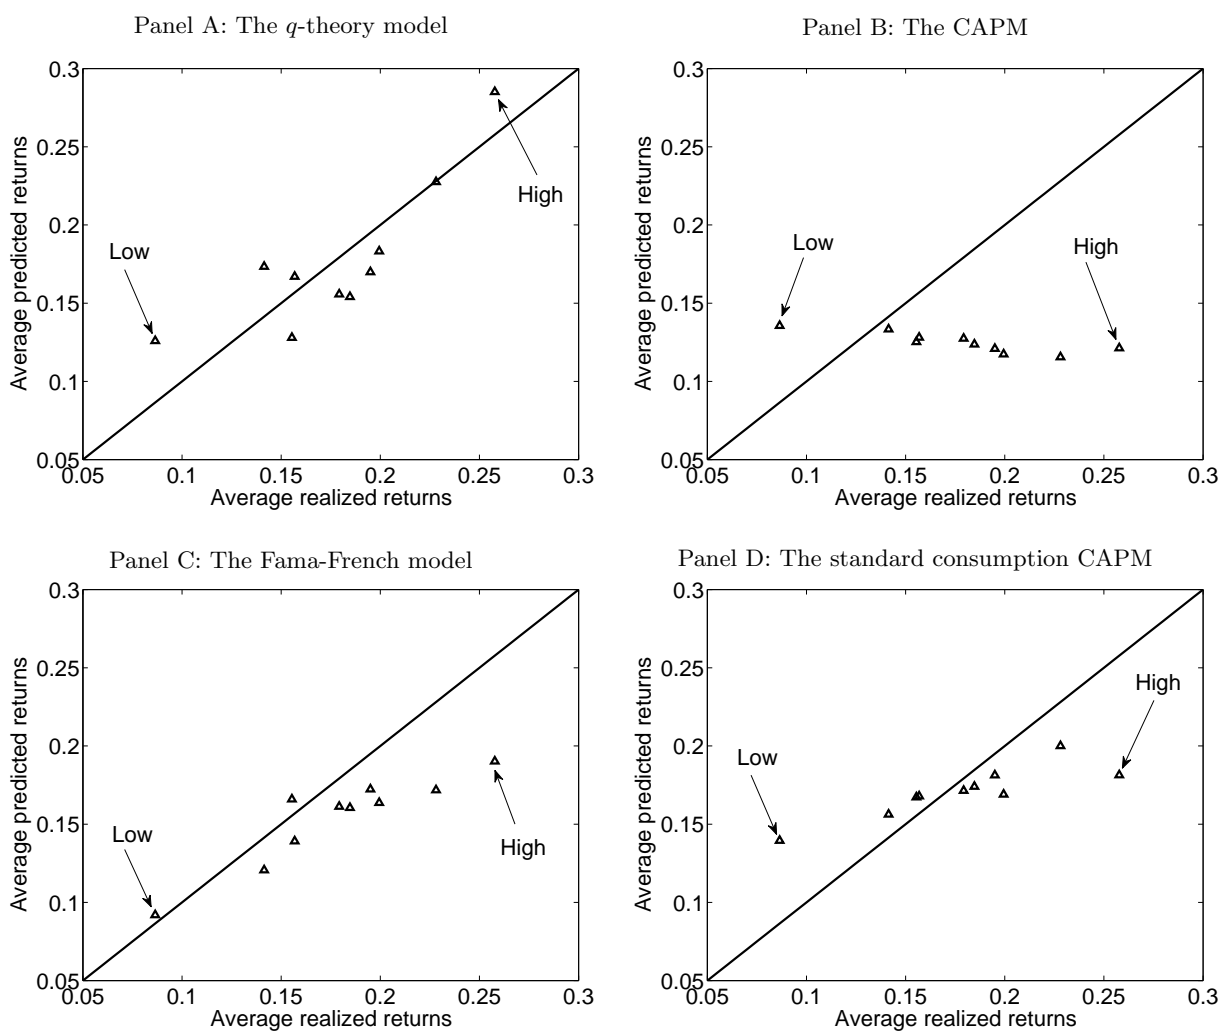 Panel A: The q-theory model
0.3
0.25
0.2
0.15
0.1
0.05
Average predicted returns
Low
High
0.05 0.1 0.15 0.2 0.25 0.3
Average realized returns
Panel B: The CAPM
0.3
0.25
0.2
0.15
0.1
0.05
Average predicted returns
Low
High
0.05 0.1 0.15 0.2 0.25 0.3
Average realized returns
Panel C: The Fama-French model
0.3
0.25
0.2
0.15
0.1
0.05
Average predicted returns
Low
High
0.05 0.1 0.15 0.2 0.25 0.3
Average realized returns
Panel D: The standard consumption CAPM
0.3
0.25
0.2
0.15
0.1
0.05
Average predicted returns
High
Low
0.05 0.1 0.15 0.2 0.25 0.3
Average realized returns